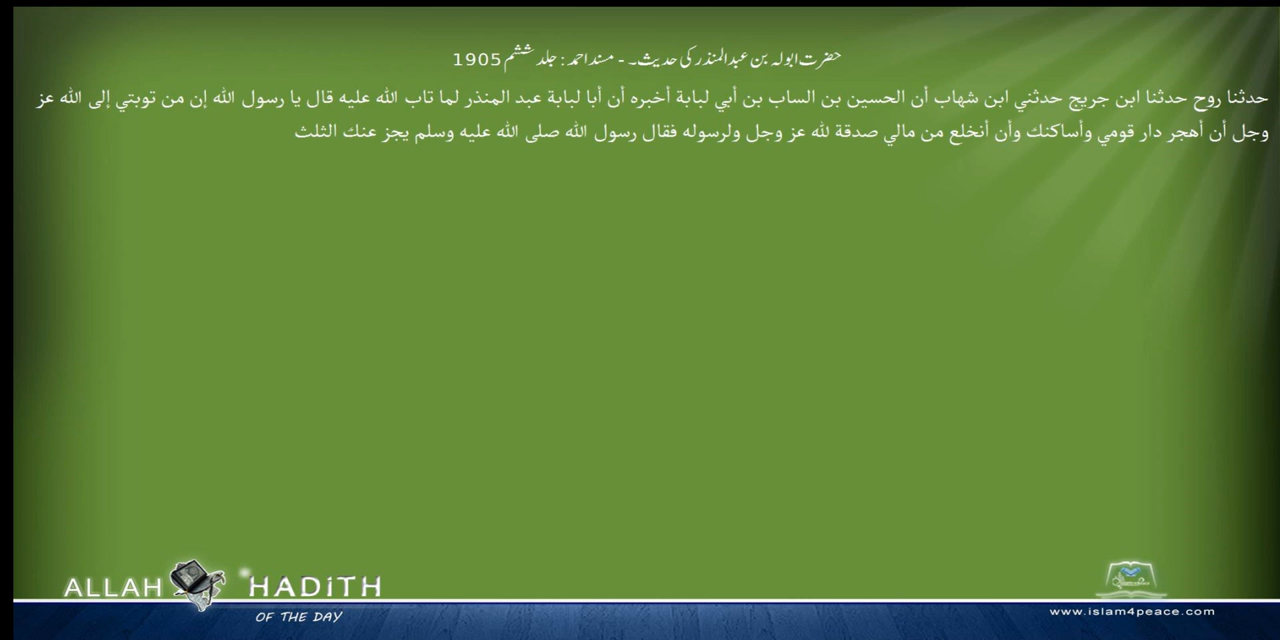 حضرت ابولہ بن عبدالمنذر کی حدیث۔ - مسند احمد : جلد ششم 1905
حدثنا روح حدثنا ابن جريج حدثني ابن شهاب أن الحسين بن الساب بن أبي لبابة أخبره أن أبا لبابة عبد المنذر لما تاب الله عليه قال يا رسول الله إن من توبتي إلى الله عز
وجل أن أهجر دار قومي وأساكنك وأن أنخلع من مالي صدقة لله عز وجل ولرسوله فقال رسول الله صلى الله عليه وسلم يجز عنك الثلث
ALLAH HADITH
OF THE DAY
www.islam4peace.com